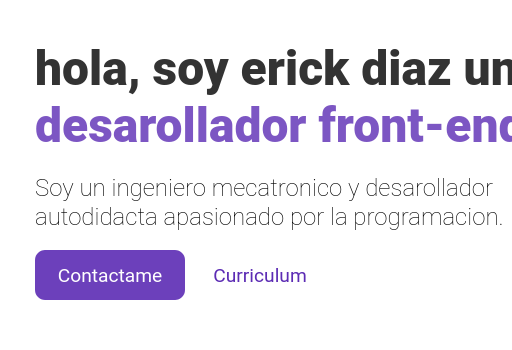 hola, soy erick diaz un
desarollador front-end
Soy un ingeniero mecatronico y desarollador
autodidacta apasionado por la programacion.
Contactame
Curriculum